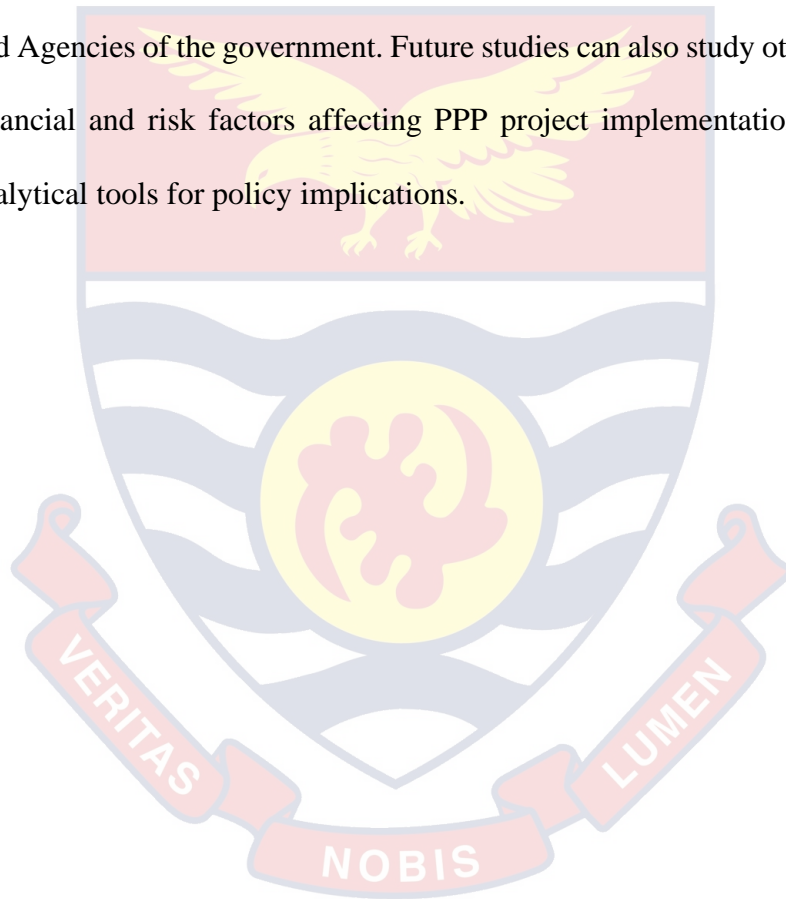 d Agencies of the government. Future studies can also study ot
ancial and risk factors affecting PPP project implementatio
alytical tools for policy implications.
VERITAS
NOBIS
LUMEN